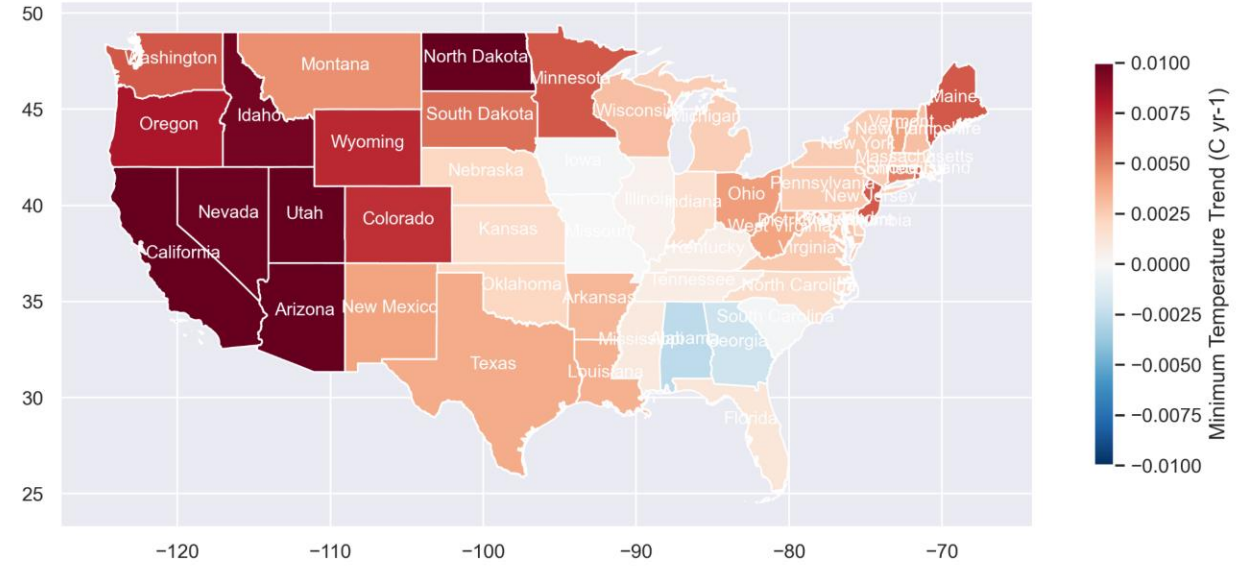 50
45
40
35
30
25
−120
−110
−100
−90
−80
−70
Washington
Montana
North Dakota
Minnesota
Maine
Oregon
Idaho
South Dakota
Wisconsin
Michigan
Vermont
New Hampshire
Wyoming
New York
Massachusetts
Nebraska
Iowa
Pennsylvania
Nevada
Utah
Colorado
Illinois
Indiana
Ohio
New Jersey
California
Kansas
Missouri
West Virginia
Kentucky
Virginia
Arizona
New Mexico
Oklahoma
Arkansas
Tennessee
North Carolina
South Carolina
Texas
Louisiana
Mississippi
Alabama
Georgia
Florida
0.0100
0.0075
0.0050
0.0025
0.0000
−0.0025
−0.0050
−0.0075
−0.0100
Minimum Temperature Trend (C yr-1)